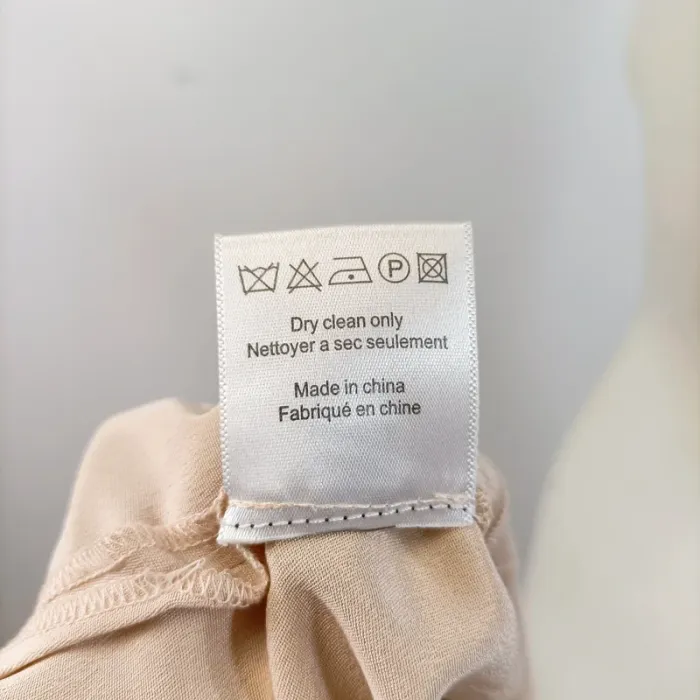 P
Dry clean only
Nettoyer a sec seulement
Made in china
Fabriqué en chine